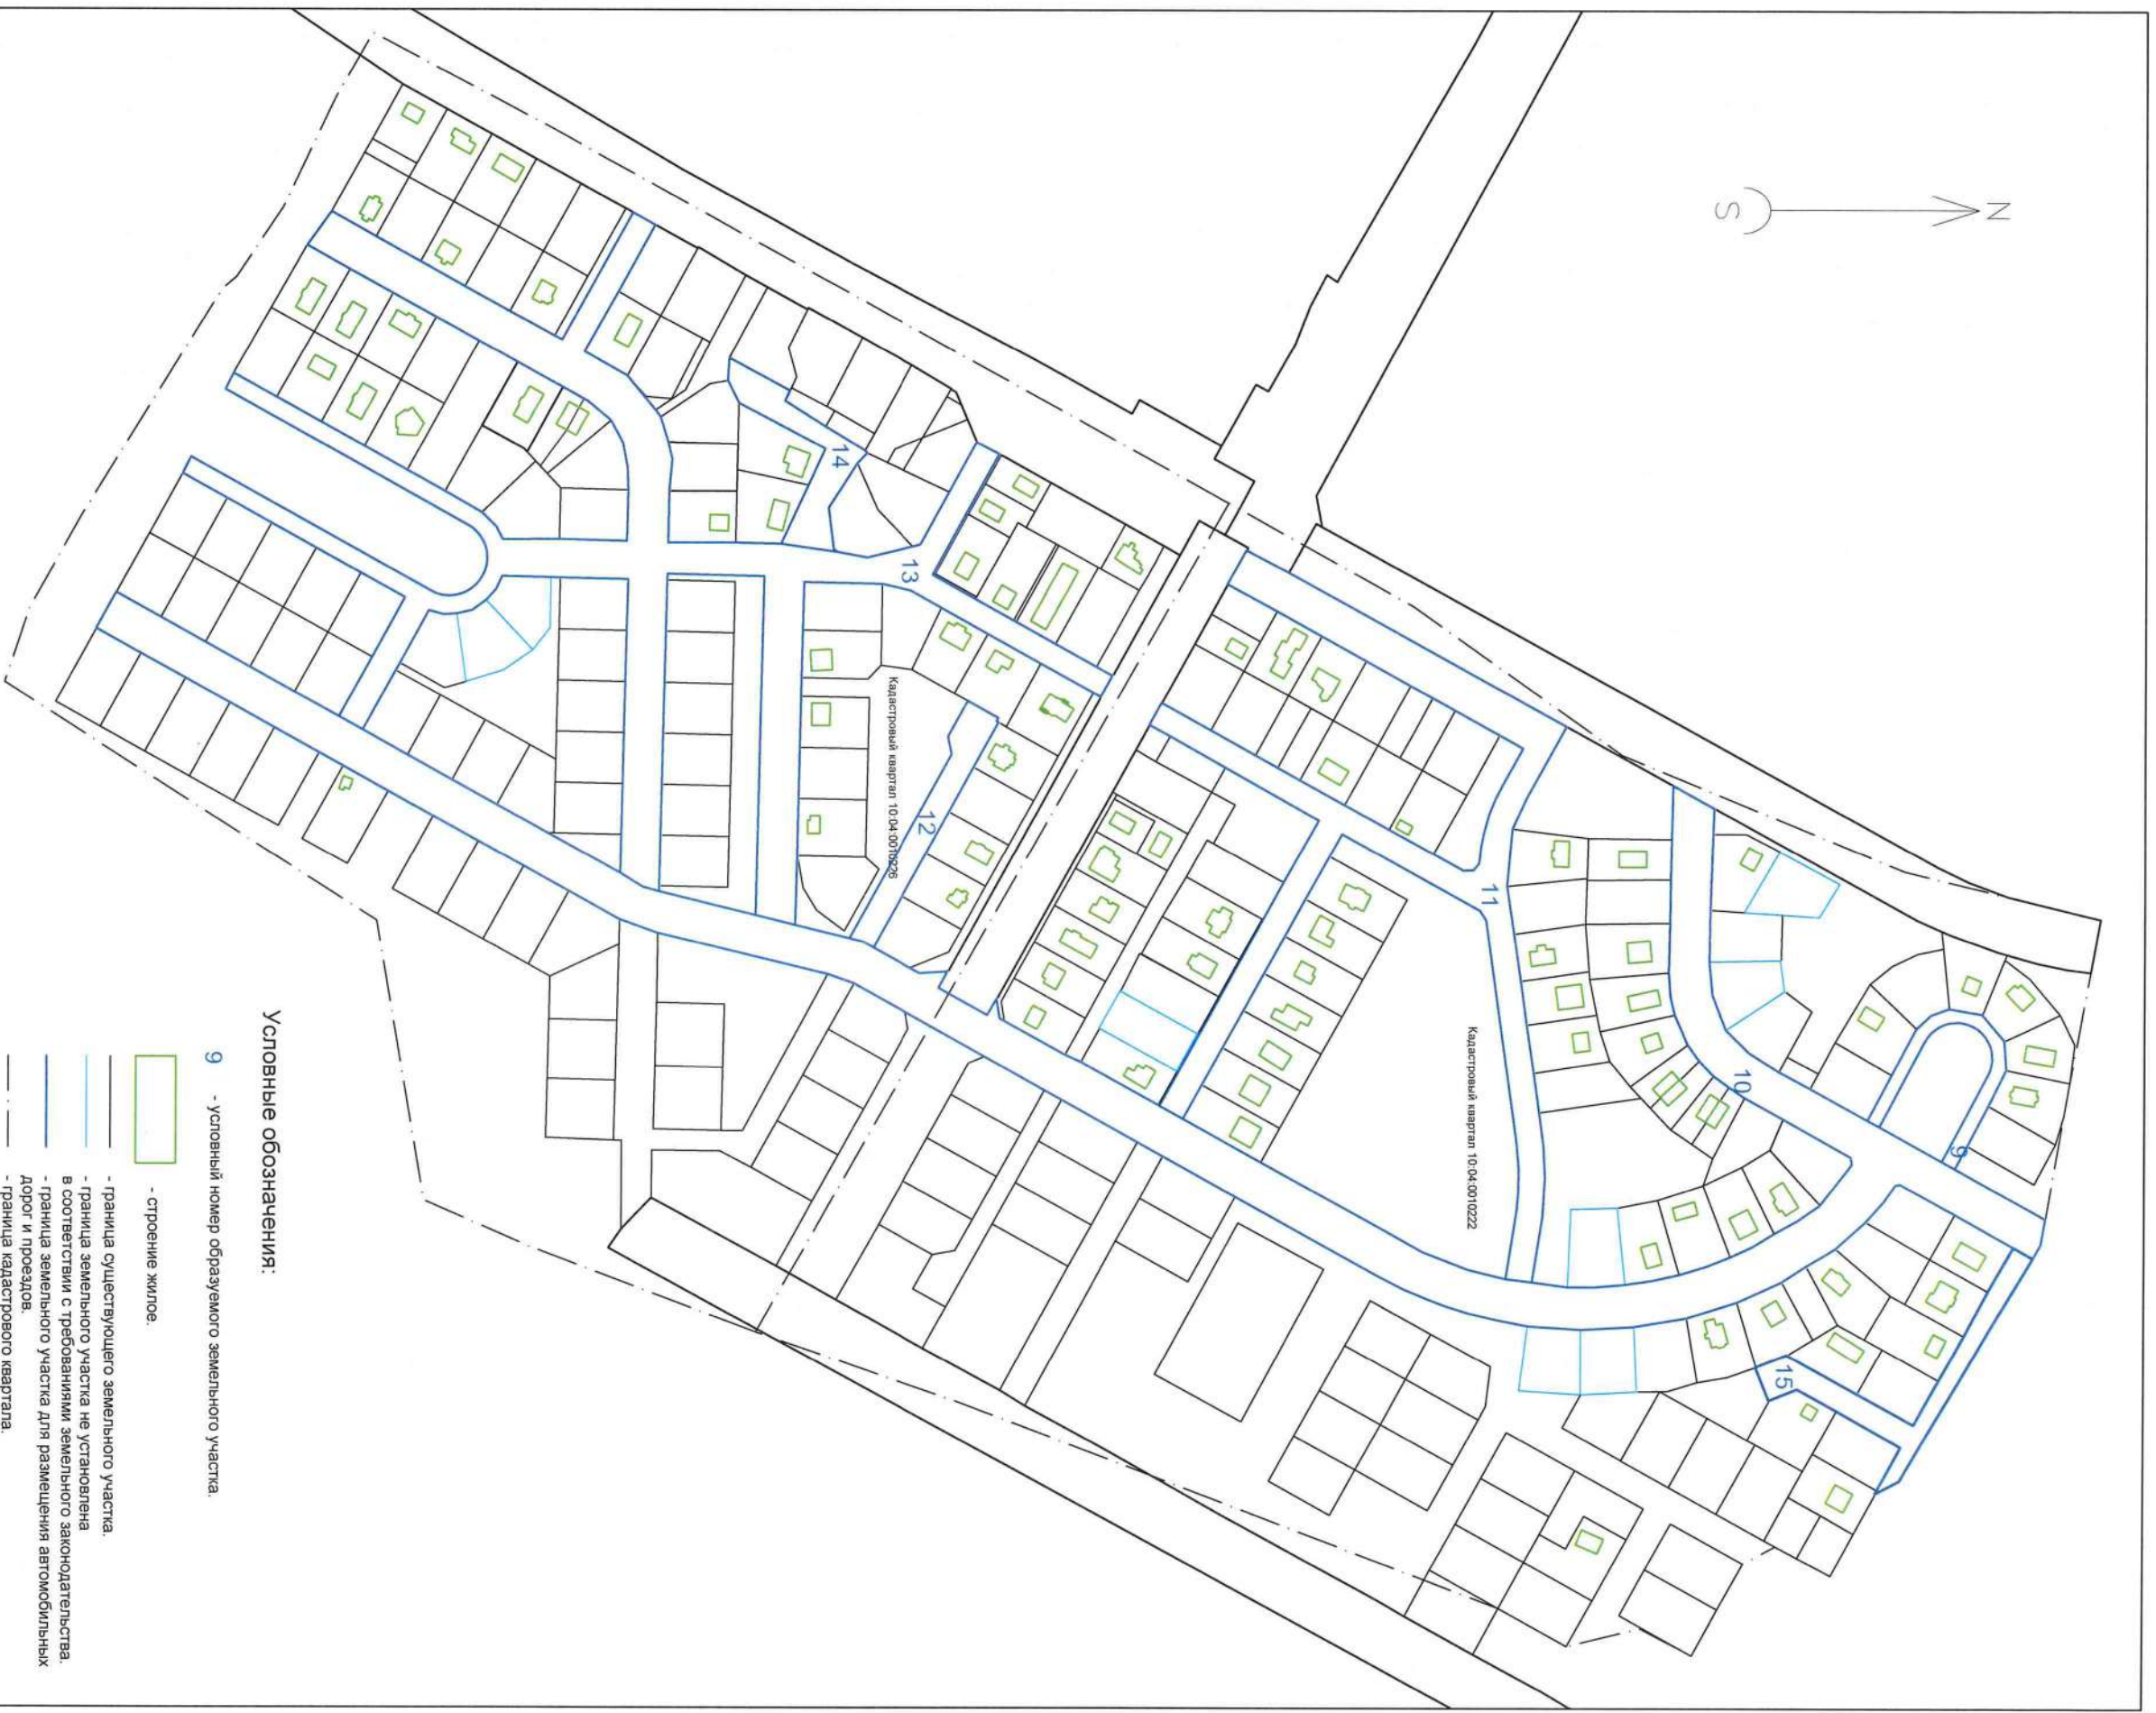 N
S
9
10
15
11
Кадастровый квартал 10:04:0010222
12
13
14
Кадастровый квартал 10:04:0010226
Условные обозначения:
9 - условный номер образуемого земельного участка.
- строение жилое.
- граница существующего земельного участка.
- граница земельного участка не установлена
в соответствии с требованиями земельного законодательства.
- граница земельного участка для размещения автомобильных
дорог и проездов.
- граница кадастрового квартала.